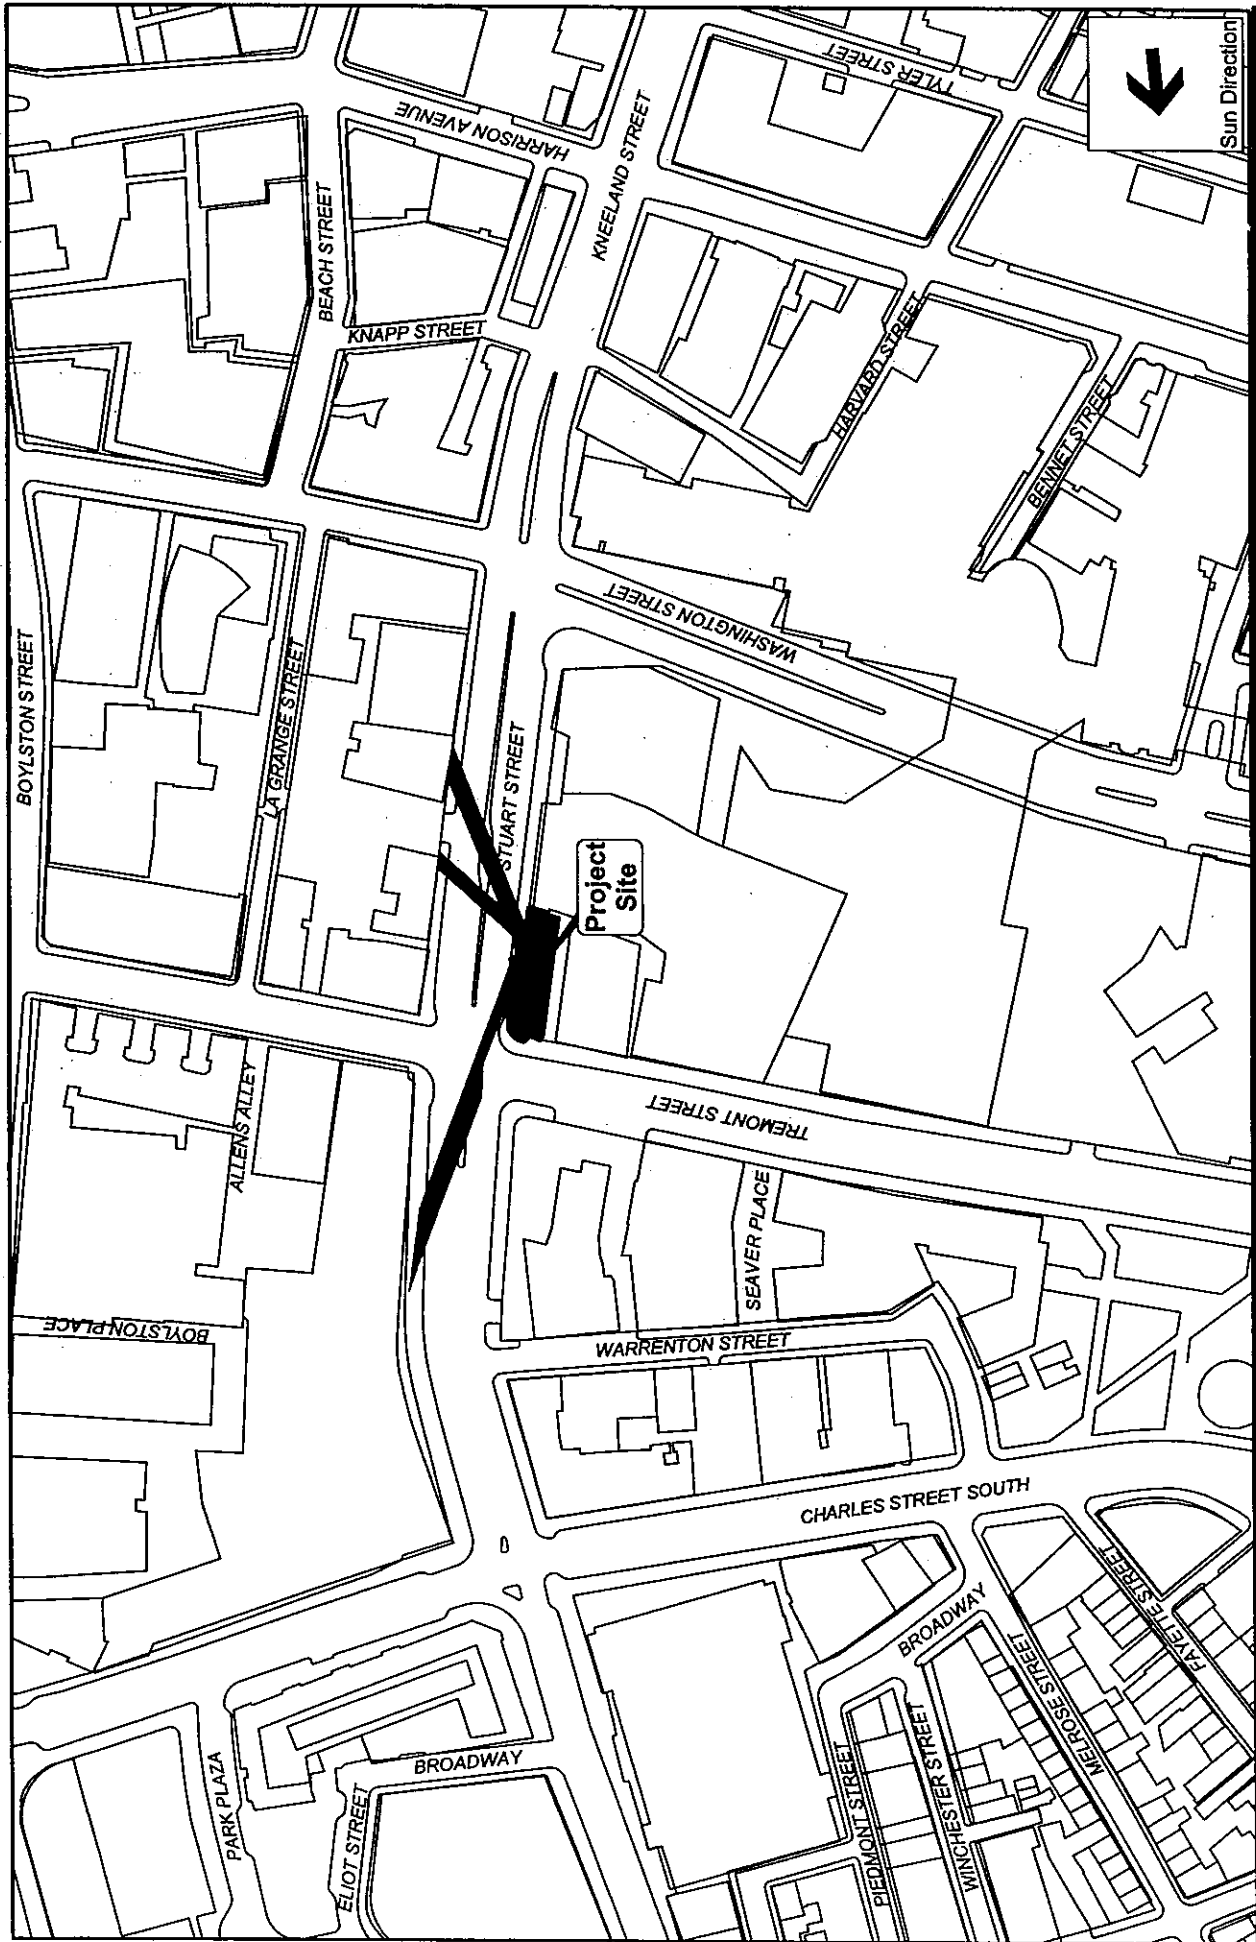 BOYLSTON STREET
BEACH STREET
HARRISON AVENUE
KNAPP STREET
KNEELAND STREET
TYLER STREET
Sun Direction
HARVARD STREET
BENNET STREET
LA GRANGE STREET
STUART STREET
WASHINGTON STREET
Project
Site
ALLENS ALLEY
TREMONT STREET
SEAVER PLACE
BOYLSTON PLACE
WARRENTON STREET
CHARLES STREET SOUTH
PARK PLAZA
ELIOT STREET
BROADWAY
BROADWAY
PIEDMONT STREET
WINCHESTER STREET
MELROSE STREET
FAYETTE STREET